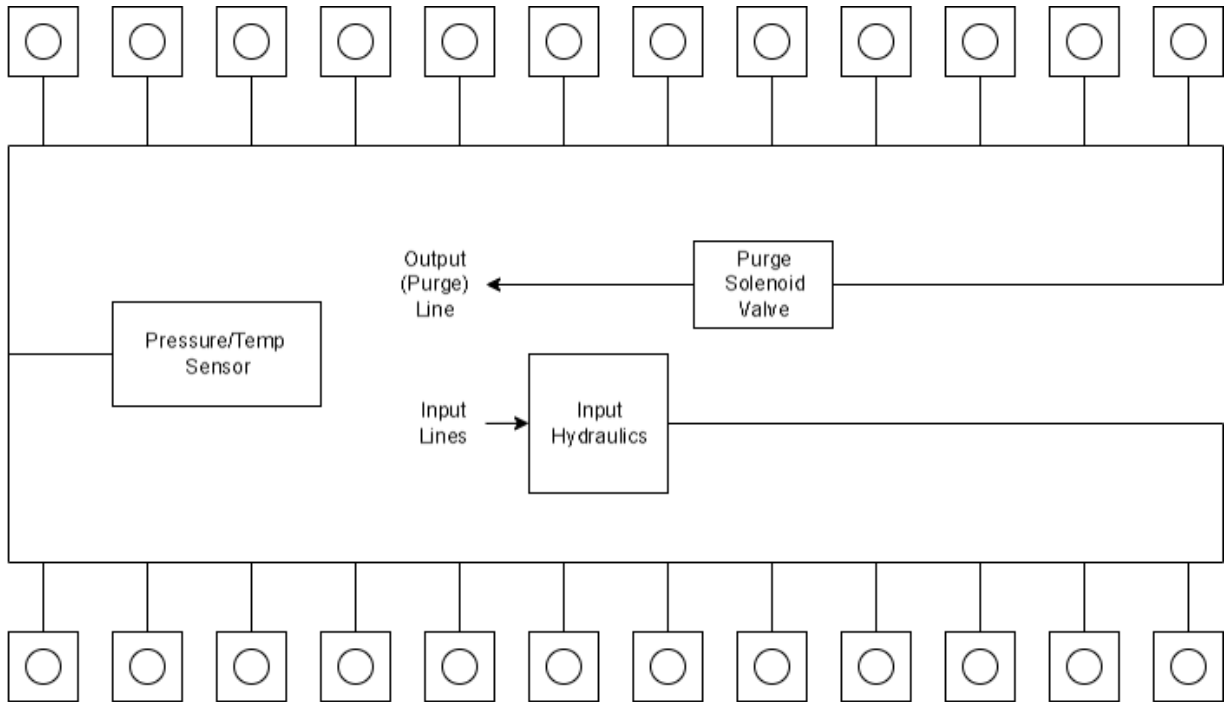 Output
(Purge)
Line
Purge
Solenoid
Valve
Pressure/Temp
Sensor
Input
Lines
Input
Hydraulics